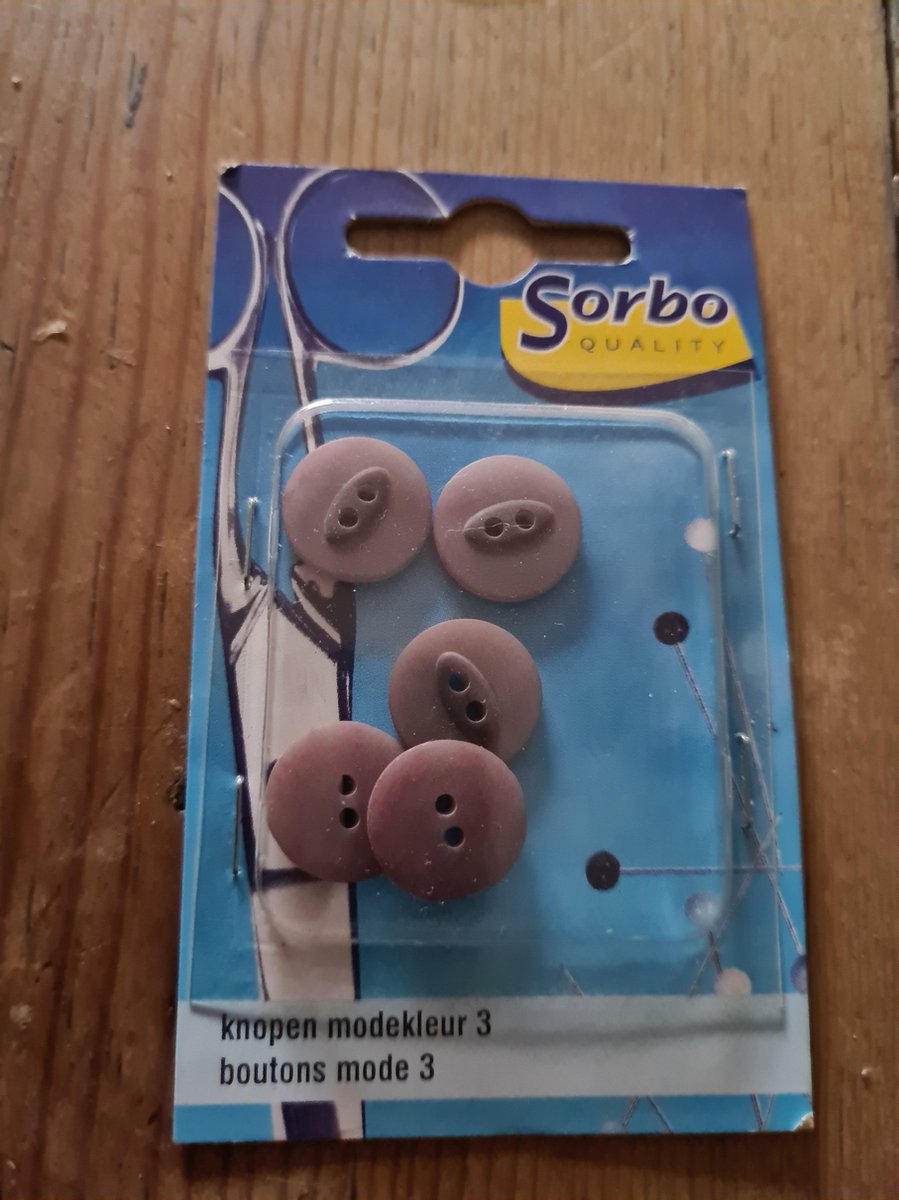 Sorbo
QUALITY
knopen modekleur 3
boutons mode 3